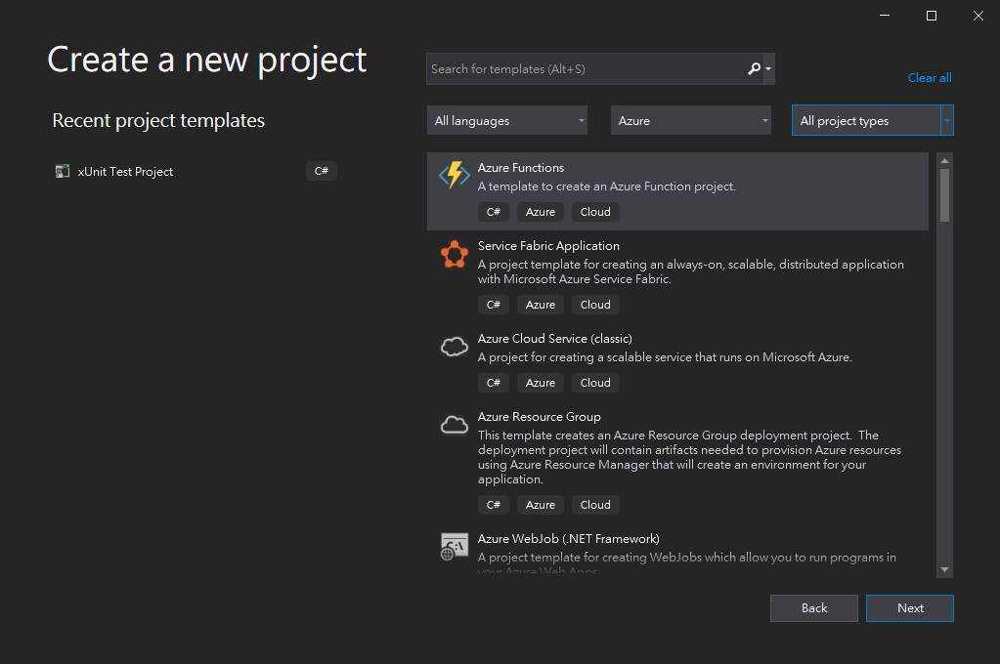 Create a new project
Search for templates (Alt+S)
Clear all
Recent project templates
All languages
Azure
All project types
xUnit Test Project
C#
Azure Functions
A template to create an Azure Function project.
C# Azure Cloud
Service Fabric Application
A project template for creating an always-on, scalable, distributed application
with Microsoft Azure Service Fabric.
C# Azure Cloud
Azure Cloud Service (classic)
A project for creating a scalable service that runs on Microsoft Azure.
C# Azure Cloud
Azure Resource Group
This template creates an Azure Resource Group deployment project.  The
deployment project will contain artifacts needed to provision Azure resources
using Azure Resource Manager that will create an environment for your
application.
C# Azure Cloud
Azure WebJob (.NET Framework)
A project template for creating WebJobs which allow you to run programs in
your Azure Web Apps.
Back
Next